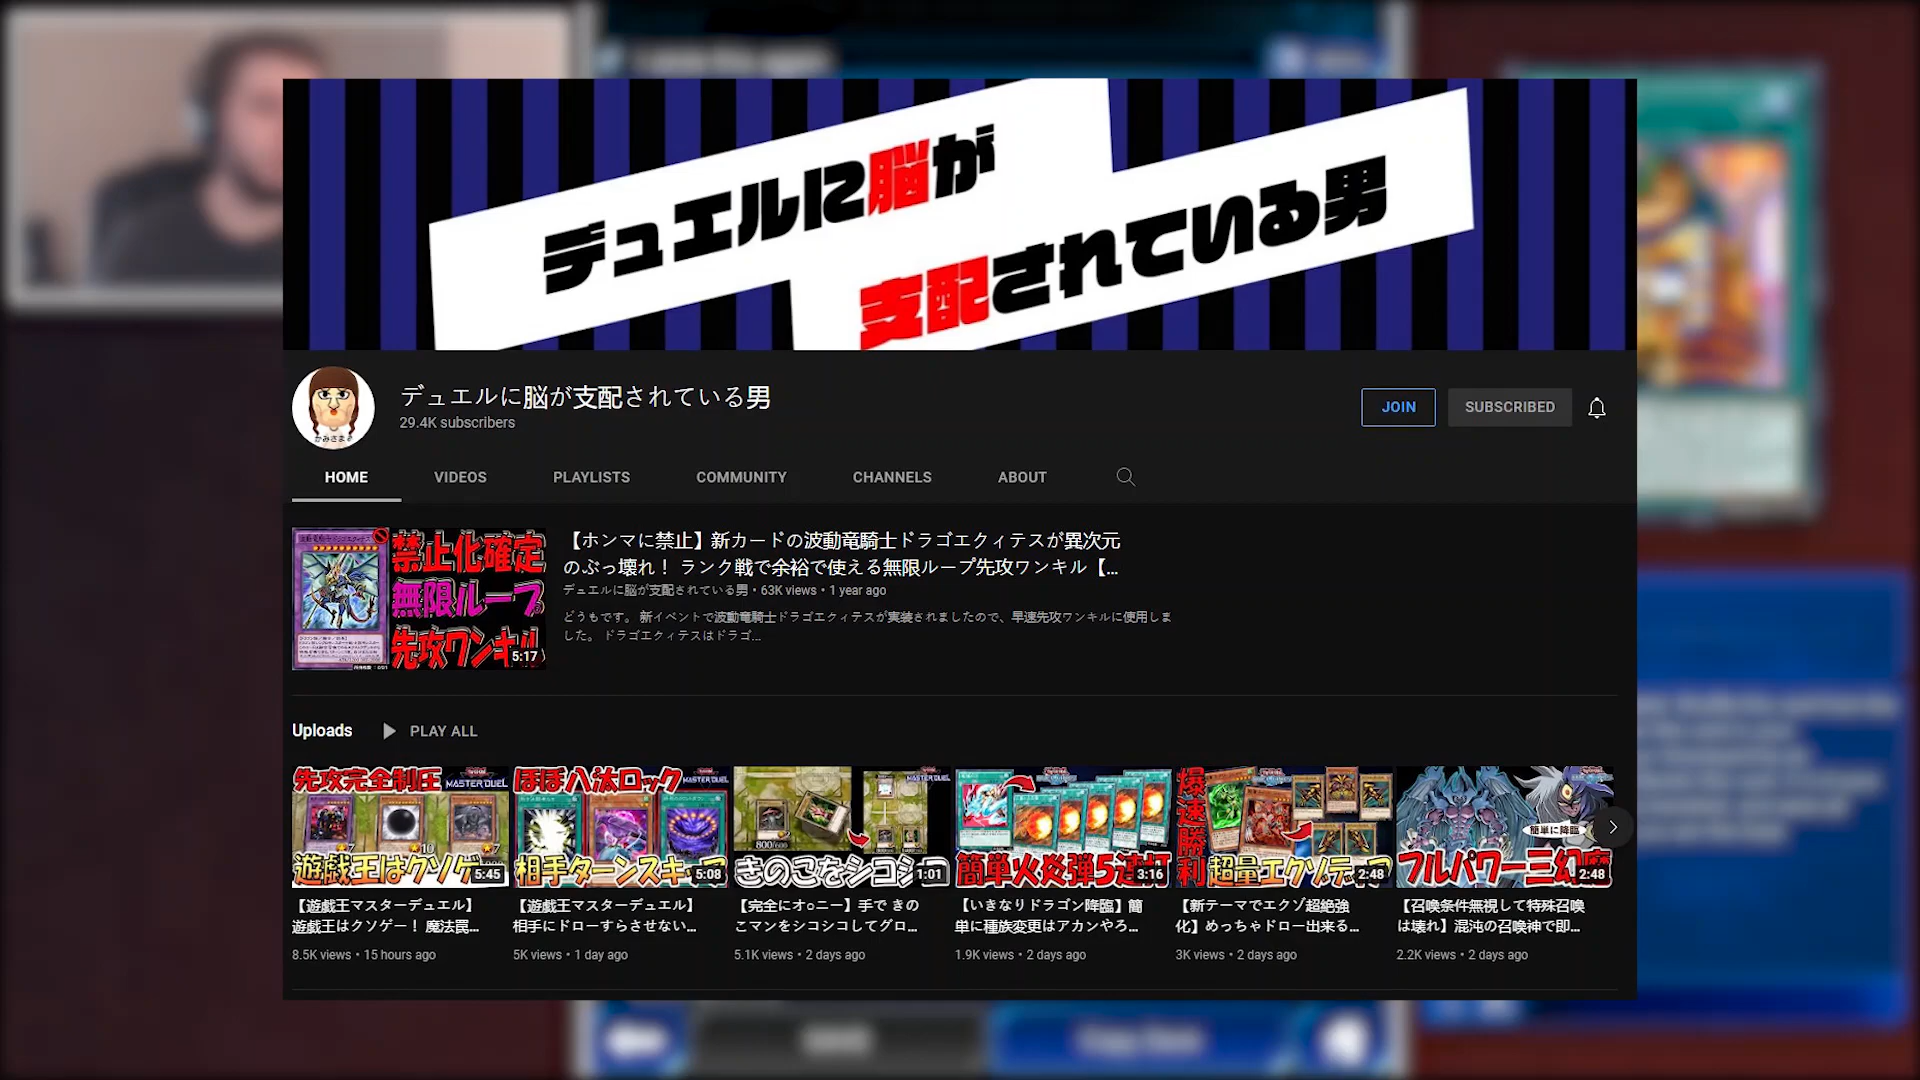 デュエルに脳が
支配されている男
かみさま
デュエルに脳が支配されている男
29.4K subscribers
JOIN
SUBSCRIBED
HOME
VIDEOS
PLAYLISTS
COMMUNITY
CHANNELS
ABOUT
禁止化確定
無限ループ
先攻ワンキル
5:17
【ホンマに禁止】新カードの波動竜騎士ドラゴエクィテスが異次元
のぶっ壊れ！ ランク戦で余裕で使える無限ループ先攻ワンキル【...
デュエルに脳が支配されている男・63K views・1 year ago
どうもです。 新イベントで波動竜騎士ドラゴエクィテスが実装されましたので、早速先攻ワンキルに使用しま
した。 ドラゴエクィテスはドラゴ...
Uploads
PLAY ALL
先攻完全制圧
MASTER DUEL
遊戯王はクソゲー
5:45
【遊戯王マスターデュエル】
遊戯王はクソゲー！ 魔法罠...
8.5K views・15 hours ago
ほぼ八汰ロック
MASTER DUEL
相手ターンスキップ
5:08
【遊戯王マスターデュエル】
相手にドローすらさせない...
5K views・1 day ago
MASTER DUEL
800/600
きのこをシコシコ
1:01
【完全にオ○ニー】手で きの
こマンをシコシコしてグロ...
5.1K views・2 days ago
簡単火炎弾5連打
3:16
【いきなりドラゴン降臨】簡
単に種族変更はアカンやろ...
1.9K views・2 days ago
爆速勝利
超量エクゾディア
2:48
【新テーマでエクゾ超絶強
化】めっちゃドロー出来る...
3K views・2 days ago
簡単に降臨
フルパワー三幻魔
2:48
【召喚条件無視して特殊召喚
は壊れ】混沌の召喚神で即...
2.2K views・2 days ago